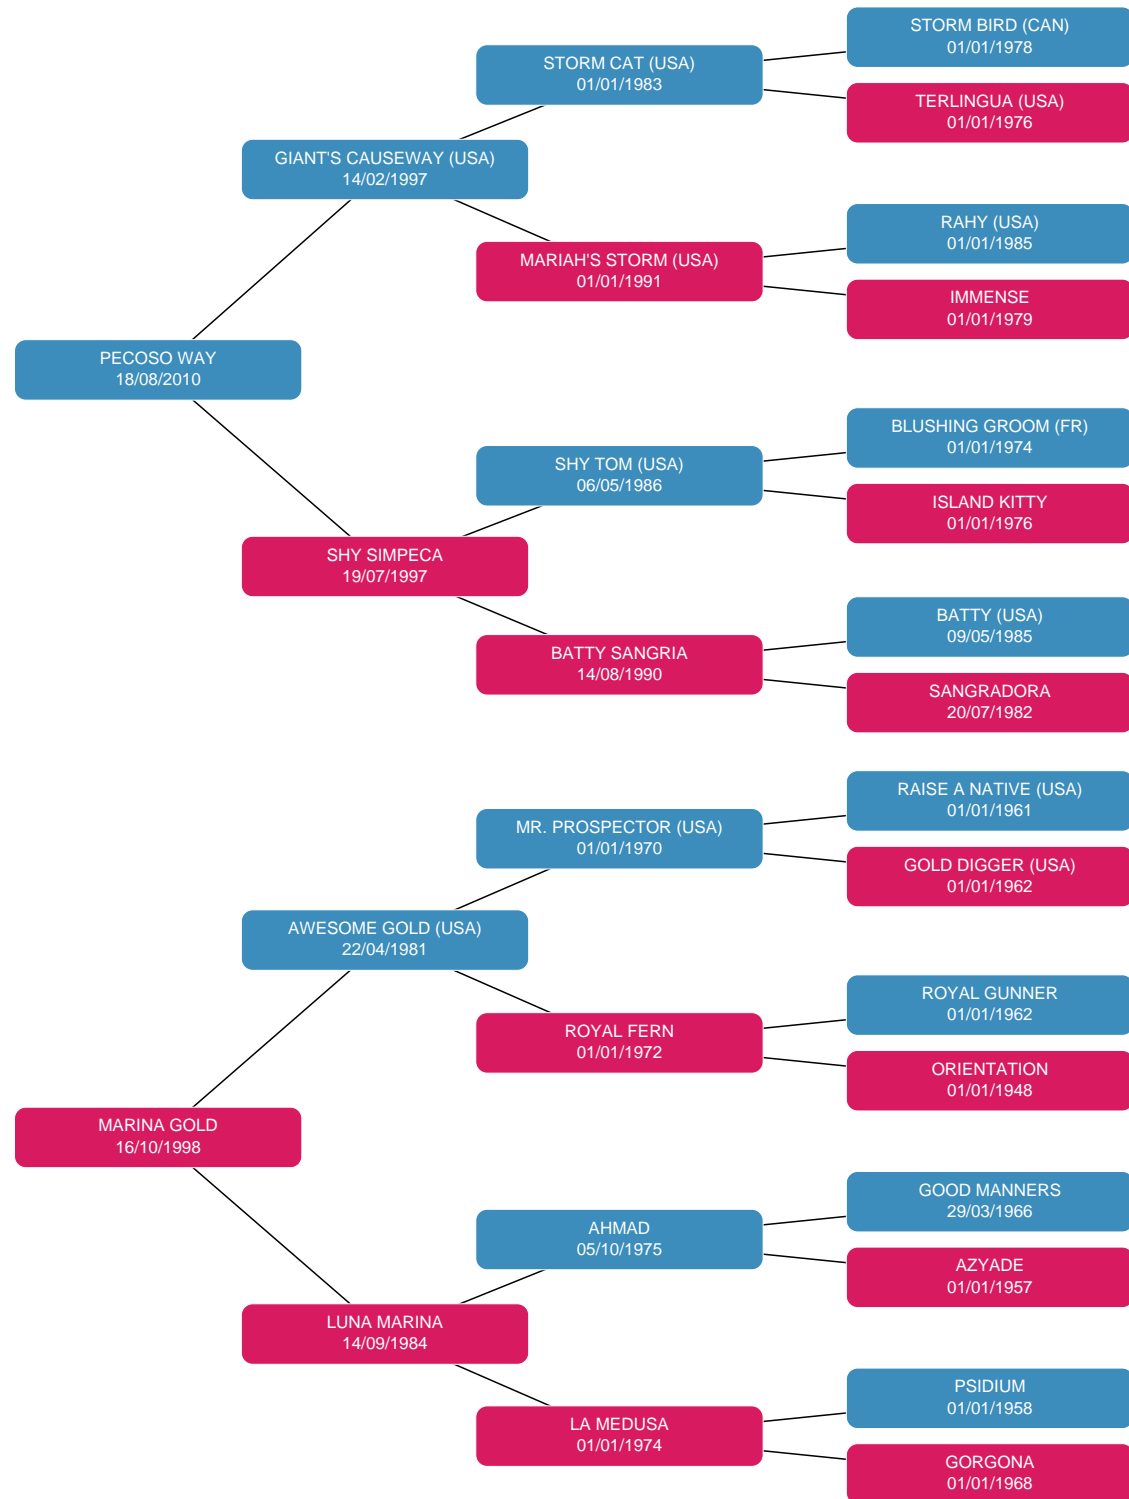 STORM BIRD (CAN)
01/01/1978
STORM CAT (USA)
01/01/1983
TERLINGUA (USA)
01/01/1976
GIANT'S CAUSEWAY (USA)
14/02/1997
RAHY (USA)
01/01/1985
MARIAH'S STORM (USA)
01/01/1991
IMMENSE
01/01/1979
PECOSO WAY
18/08/2010
BLUSHING GROOM (FR)
01/01/1974
SHY TOM (USA)
06/05/1986
ISLAND KITTY
01/01/1976
SHY SIMPECA
19/07/1997
BATTY (USA)
09/05/1985
BATTY SANGRIA
14/08/1990
SANGRADORA
20/07/1982
RAISE A NATIVE (USA)
01/01/1961
MR. PROSPECTOR (USA)
01/01/1970
GOLD DIGGER (USA)
01/01/1962
AWESOME GOLD (USA)
22/04/1981
ROYAL GUNNER
01/01/1962
ROYAL FERN
01/01/1972
ORIENTATION
01/01/1948
MARINA GOLD
16/10/1998
GOOD MANNERS
29/03/1966
AHMAD
05/10/1975
AZYADE
01/01/1957
LUNA MARINA
14/09/1984
PSIDIUM
01/01/1958
LA MEDUSA
01/01/1974
GORGONA
01/01/1968